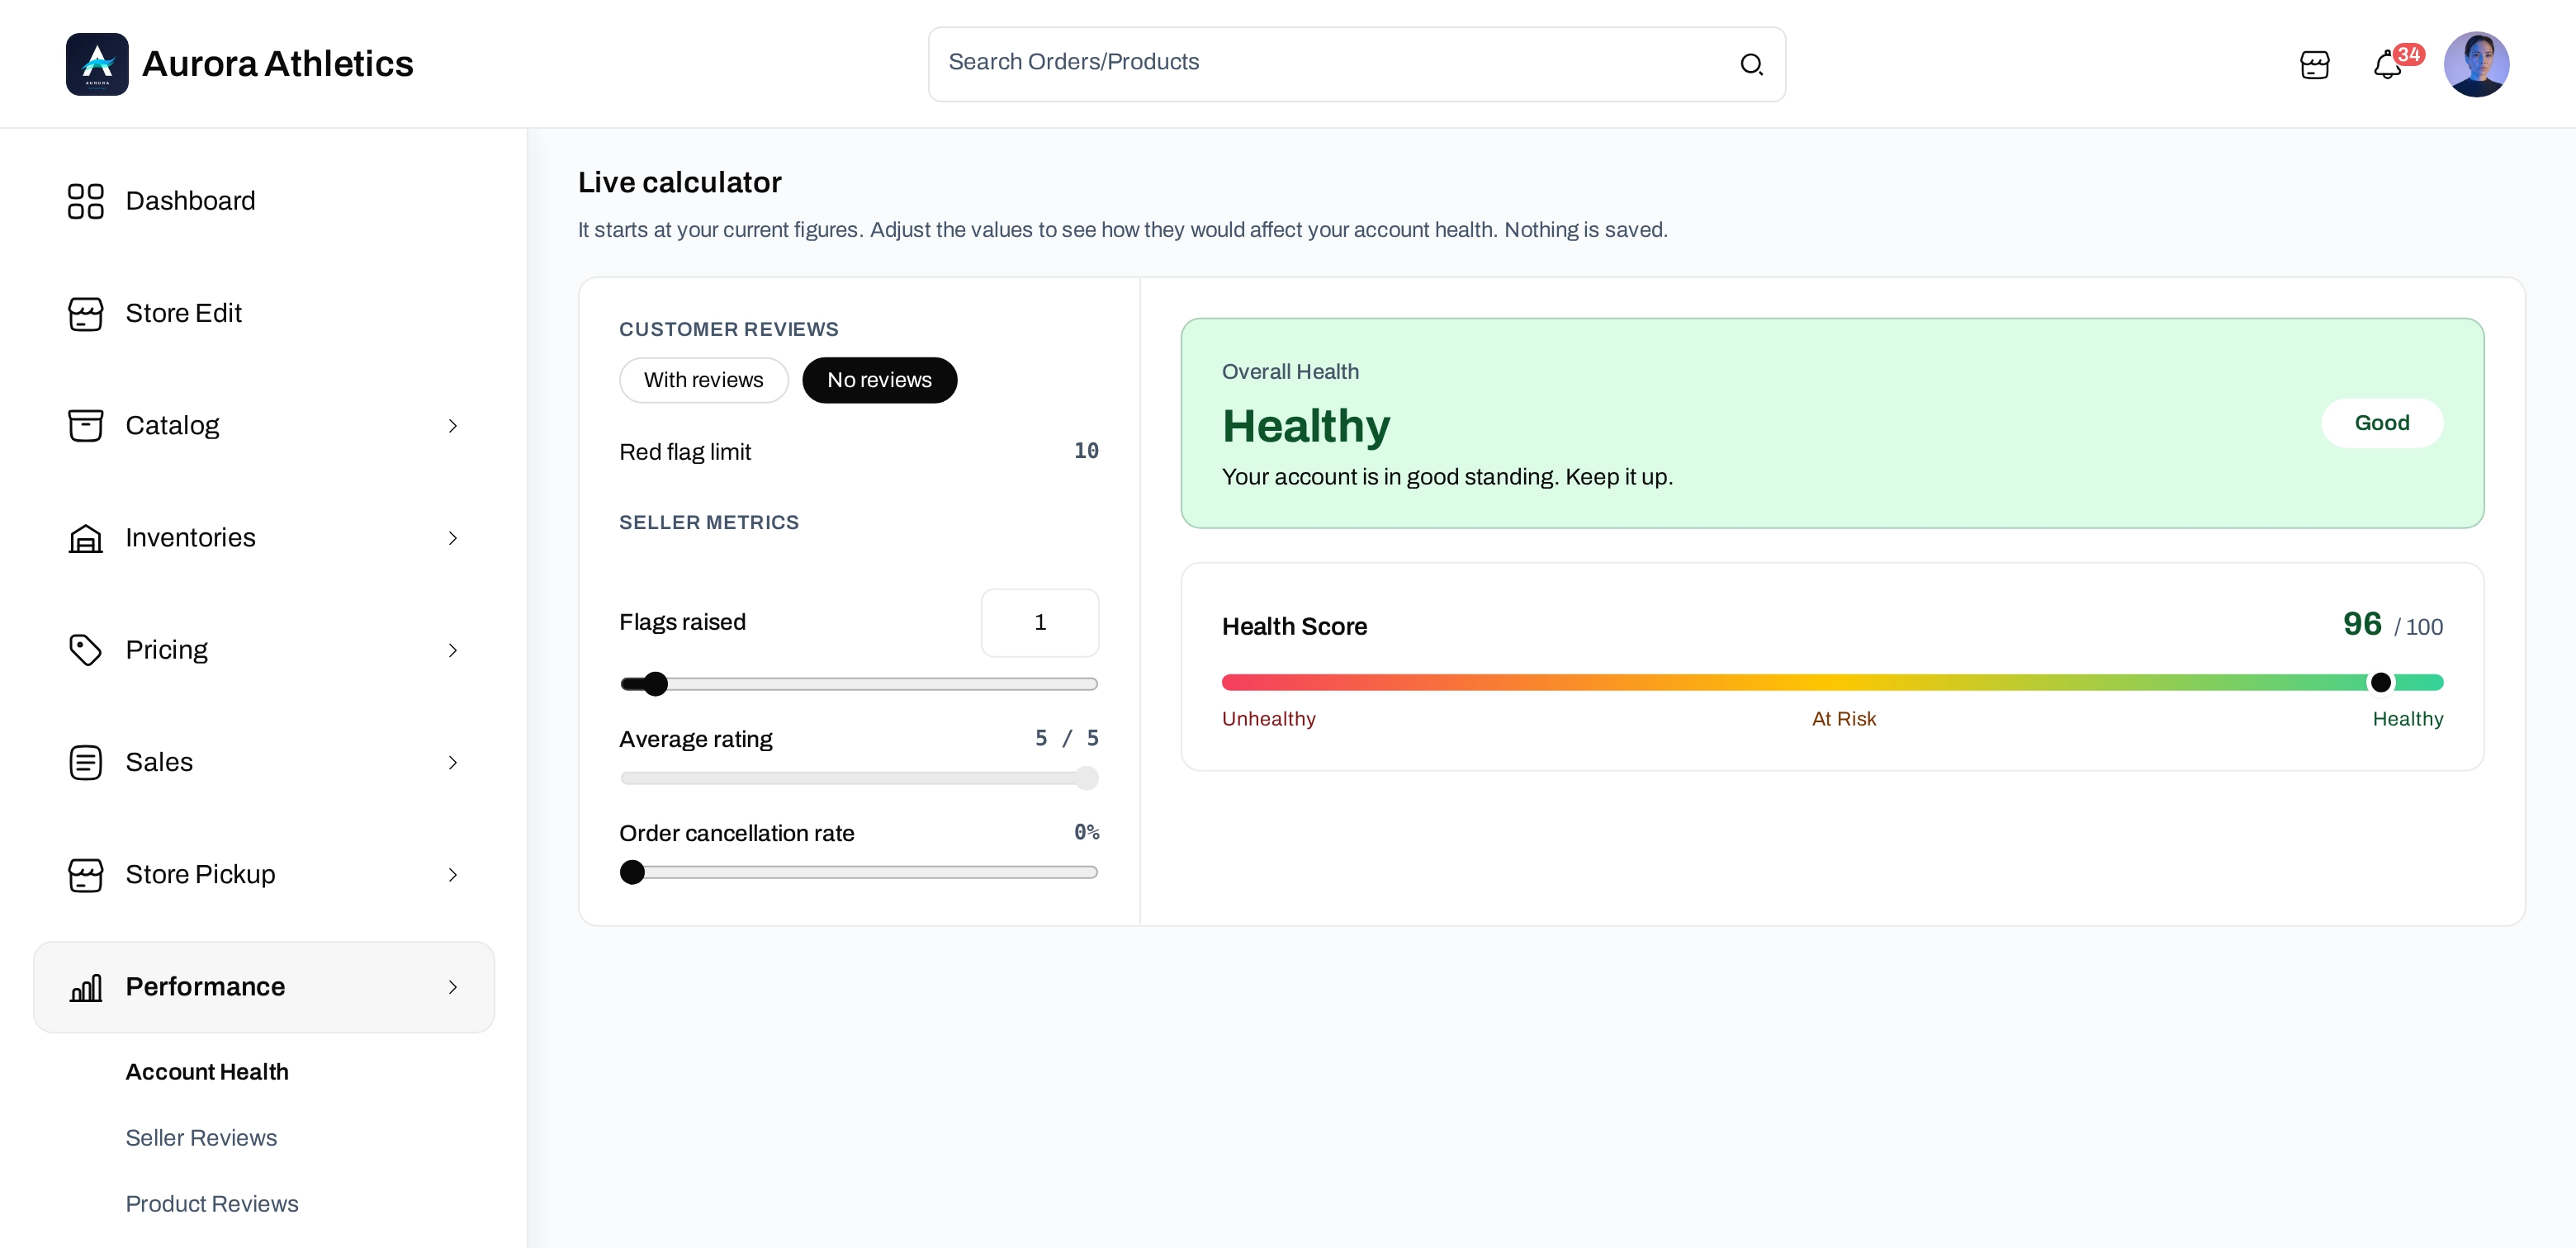 Aurora Athletics
Search Orders/Products
34
Dashboard
Store Edit
Catalog
Inventories
Pricing
Sales
Store Pickup
Performance
Account Health
Seller Reviews
Product Reviews
Live calculator
It starts at your current figures. Adjust the values to see how they would affect your account health. Nothing is saved.
CUSTOMER REVIEWS
With reviews
No reviews
Red flag limit 10
SELLER METRICS
Flags raised 1
Average rating 5 / 5
Order cancellation rate 0%
Overall Health
Healthy
Your account is in good standing. Keep it up.
Good
Health Score 96 / 100
Unhealthy At Risk Healthy